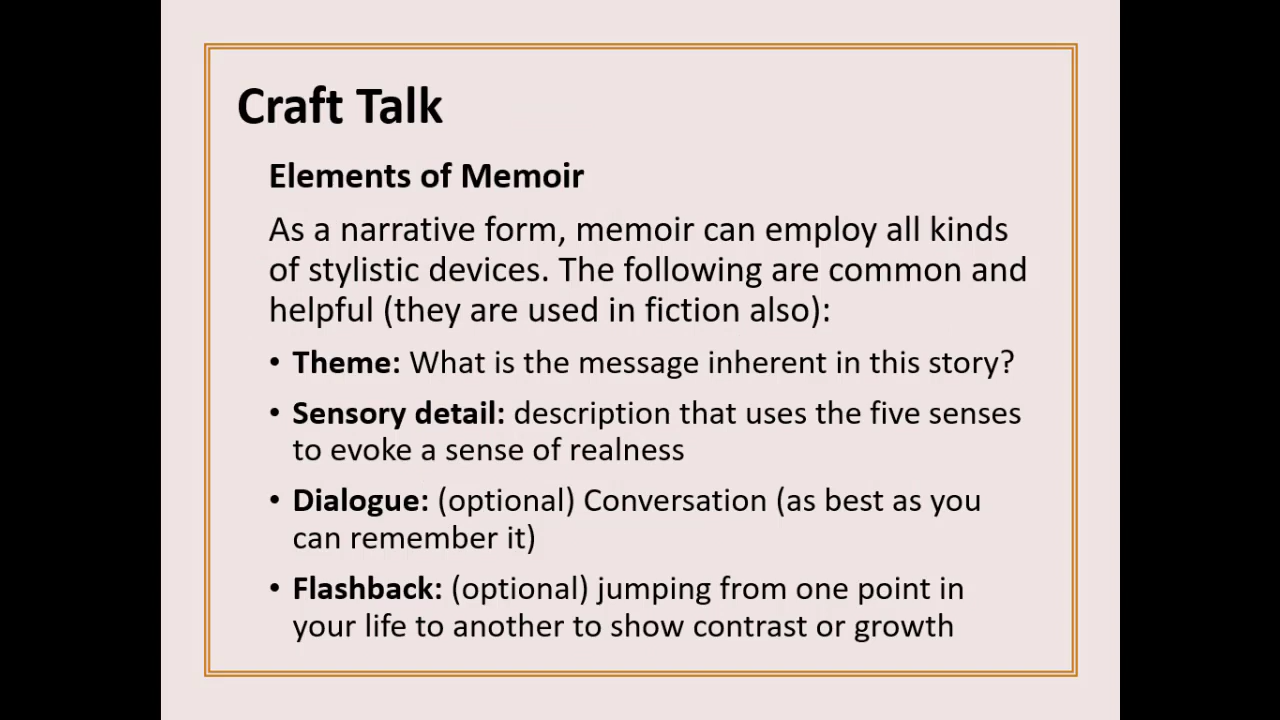 Craft Talk
Elements of Memoir
As a narrative form, memoir can employ all kinds
of stylistic devices. The following are common and
helpful (they are used in fiction also):
• Theme: What is the message inherent in this story?
• Sensory detail: description that uses the five senses
to evoke a sense of realness
• Dialogue: (optional) Conversation (as best as you
can remember it)
• Flashback: (optional) jumping from one point in
your life to another to show contrast or growth